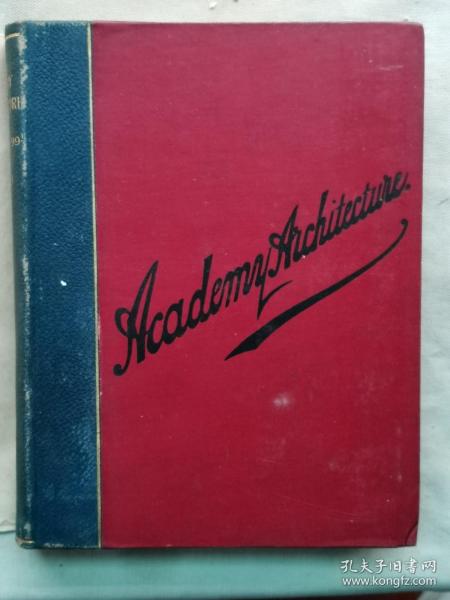 Academy Architecture.
孔夫子旧书网
www.kongfz.com